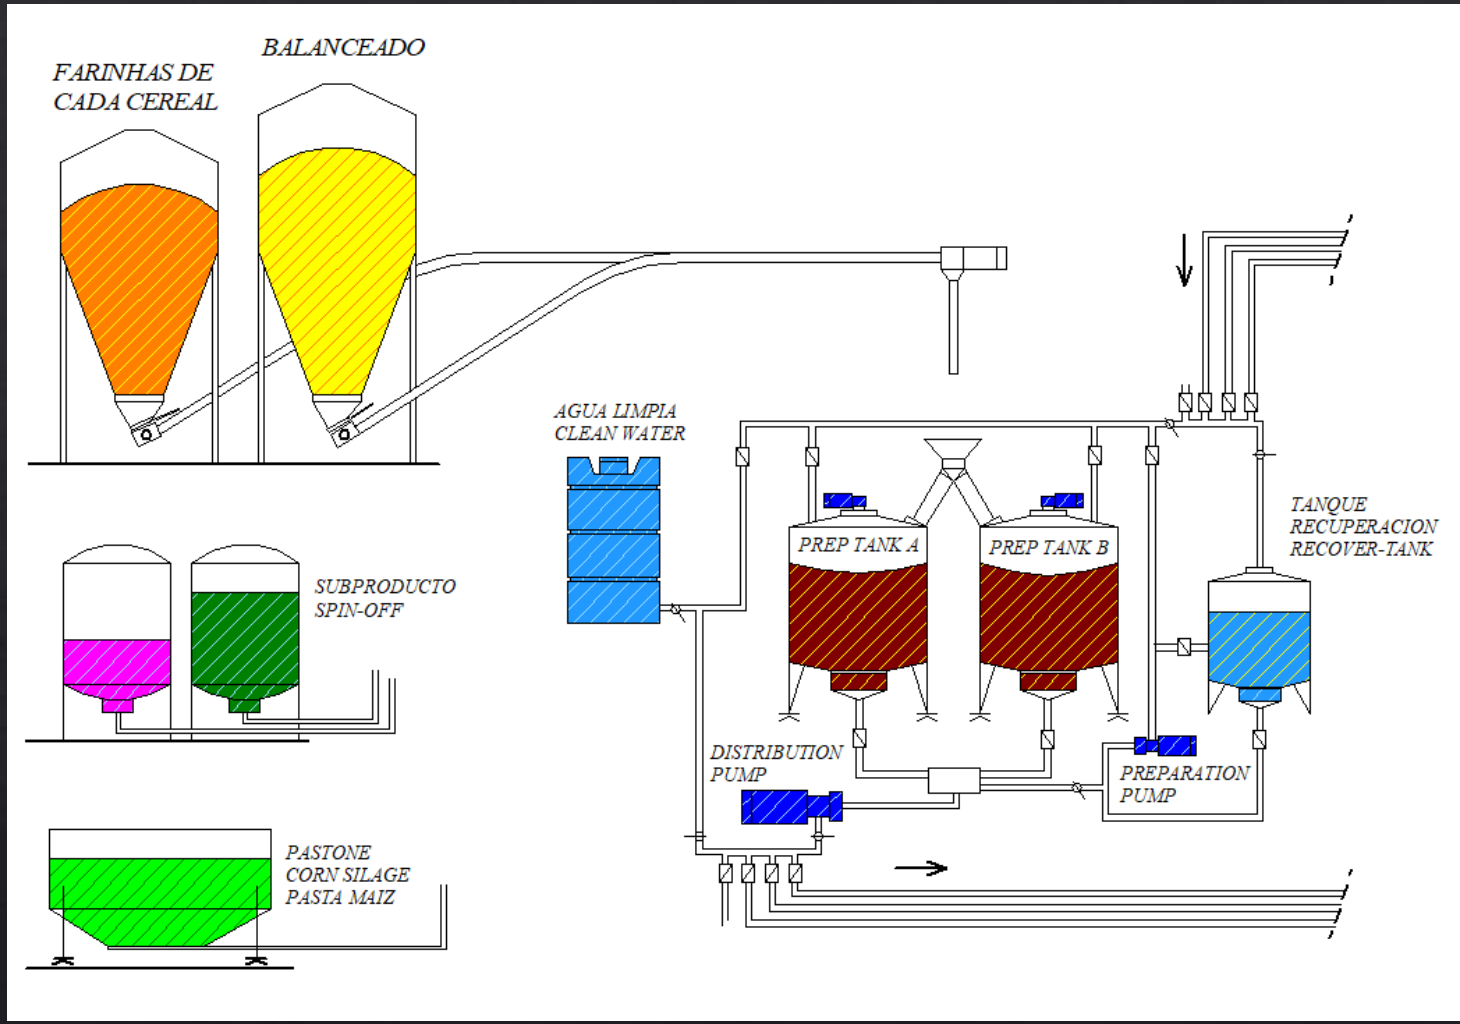 BALANCEADO
FARINHAS DE
CADA CEREAL
AGUA LIMPIA
CLEAN WATER
TANQUE
RECUPERACION
RECOVER-TANK
PREP TANK A
PREP TANK B
SUBPRODUCTO
SPIN-OFF
DISTRIBUTION
PUMP
PREPARATION
PUMP
PASTONE
CORN SILAGE
PASTA MAIZ